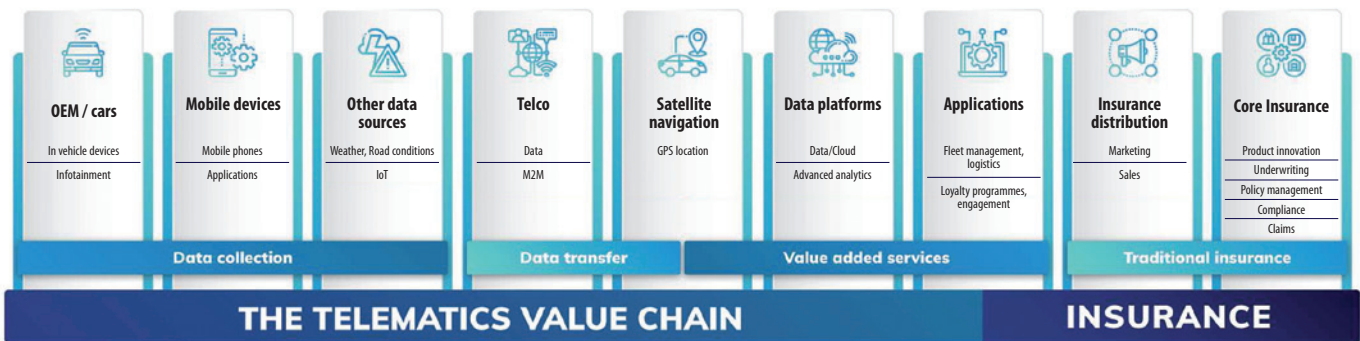 OEM / cars
In vehicle devices
Infotainment
Mobile devices
Mobile phones
Applications
Other data
sources
Weather, Road conditions
IoT
Telco
Data
M2M
Satellite
navigation
GPS location
Data platforms
Data/Cloud
Advanced analytics
Applications
Fleet management,
logistics
Loyalty programmes,
engagement
Insurance
distribution
Marketing
Sales
Core Insurance
Product innovation
Underwriting
Policy management
Compliance
Claims
Data collection
Data transfer
Value added services
Traditional insurance
THE TELEMATICS VALUE CHAIN
INSURANCE